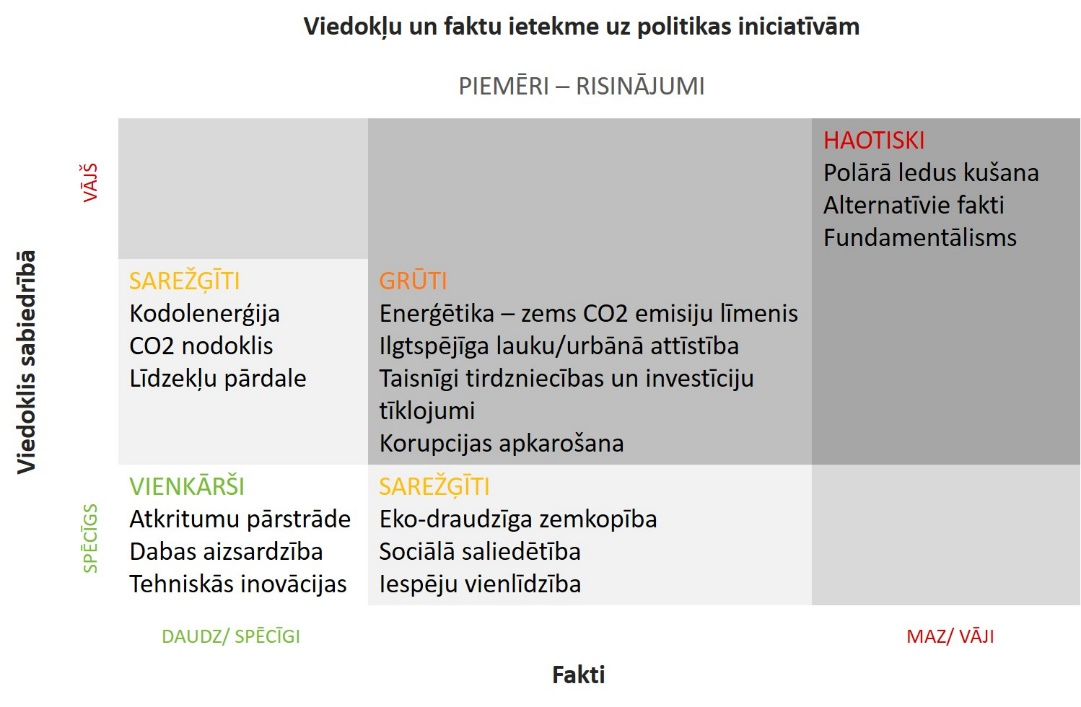 Viedokļu un faktu ietekme uz politikas iniciatīvām
PIEMĒRI – RISINĀJUMI
Viedoklis sabiedrībā
VĀJŠ
HAOTISKI
Polārā ledus kušana
Alternatīvie fakti
Fundamentālisms
SAREŽĢĪTI
Kodolenerģija
CO2 nodoklis
Līdzekļu pārdale
GRŪTI
Enerģētika – zems CO2 emisiju līmenis
Ilgtspējīga lauku/urbānā attīstība
Taisnīgi tirdzniecības un investīciju
tīklojumi
Korupcijas apkarošana
SPĒCĪGS
VIENKĀRŠI
Atkritumu pārstrāde
Dabas aizsardzība
Tehniskās inovācijas
SAREŽĢĪTI
Eko-draudzīga zemkopība
Sociālā saliedētība
Iespēju vienlīdzība
DAUDZ/ SPĒCĪGI
MAZ/ VĀJI
Fakti